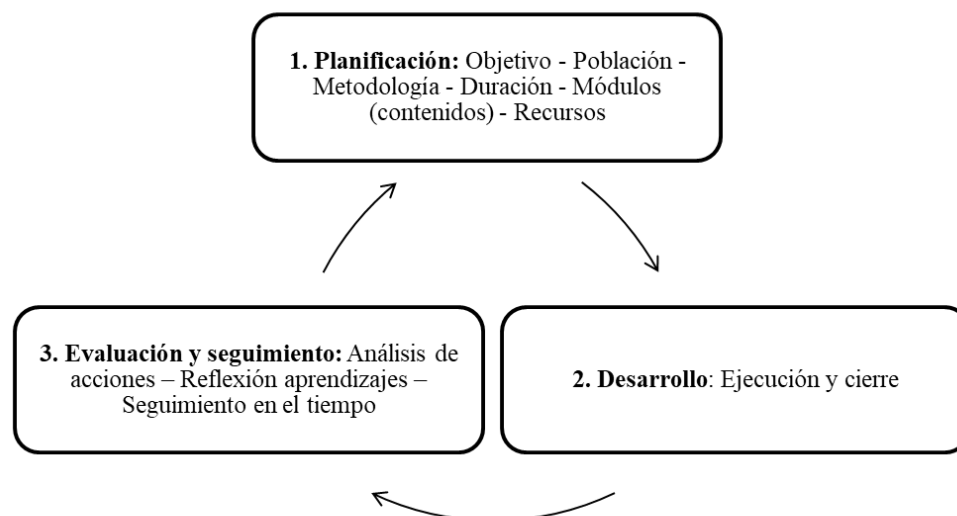 1. Planificación: Objetivo - Población -
Metodología - Duración - Módulos
(contenidos) - Recursos
3. Evaluación y seguimiento: Análisis de
acciones – Reflexión aprendizajes –
Seguimiento en el tiempo
2. Desarrollo: Ejecución y cierre